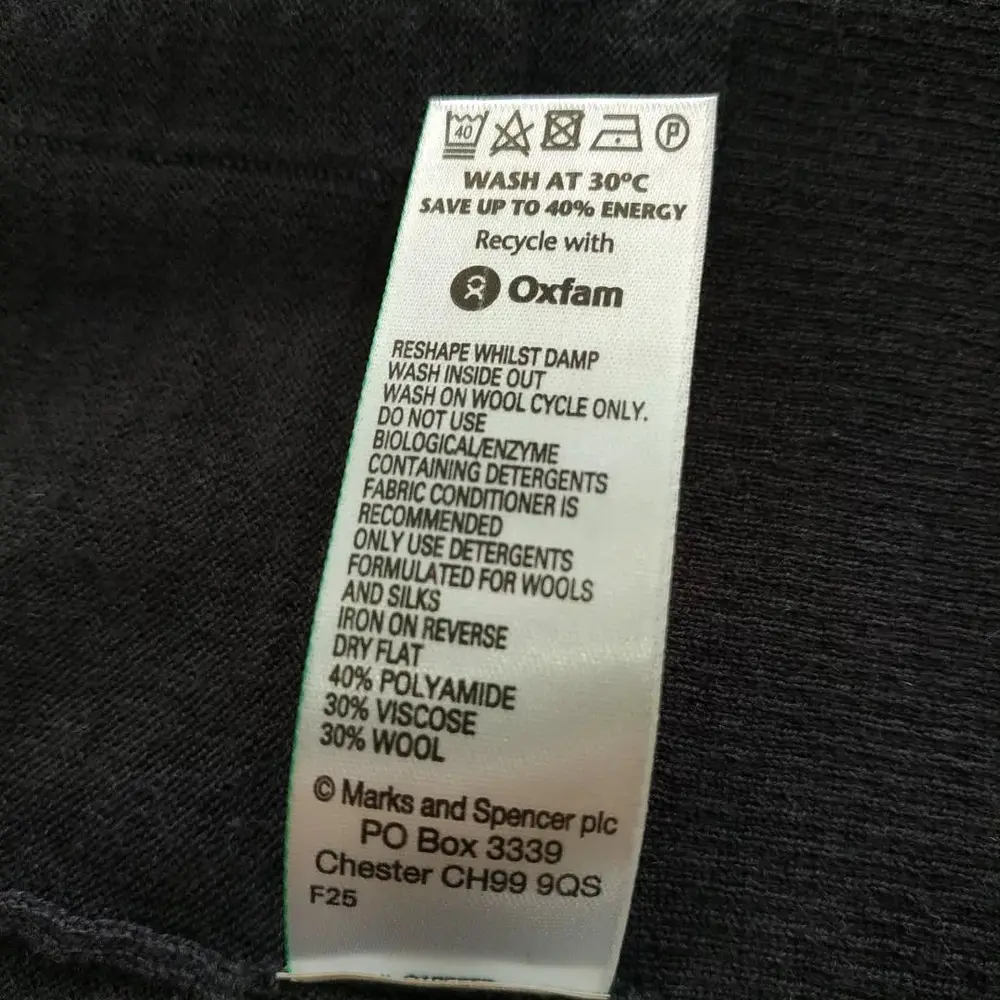 40
P
WASH AT 30ºC
SAVE UP TO 40% ENERGY
Recycle with
Oxfam
RESHAPE WHILST DAMP
WASH INSIDE OUT
WASH ON WOOL CYCLE ONLY.
DO NOT USE
BIOLOGICAL/ENZYME
CONTAINING DETERGENTS
FABRIC CONDITIONER IS
RECOMMENDED
ONLY USE DETERGENTS
FORMULATED FOR WOOLS
AND SILKS
IRON ON REVERSE
DRY FLAT
40% POLYAMIDE
30% VISCOSE
30% WOOL
© Marks and Spencer plc
PO Box 3339
Chester CH99 9QS
F25